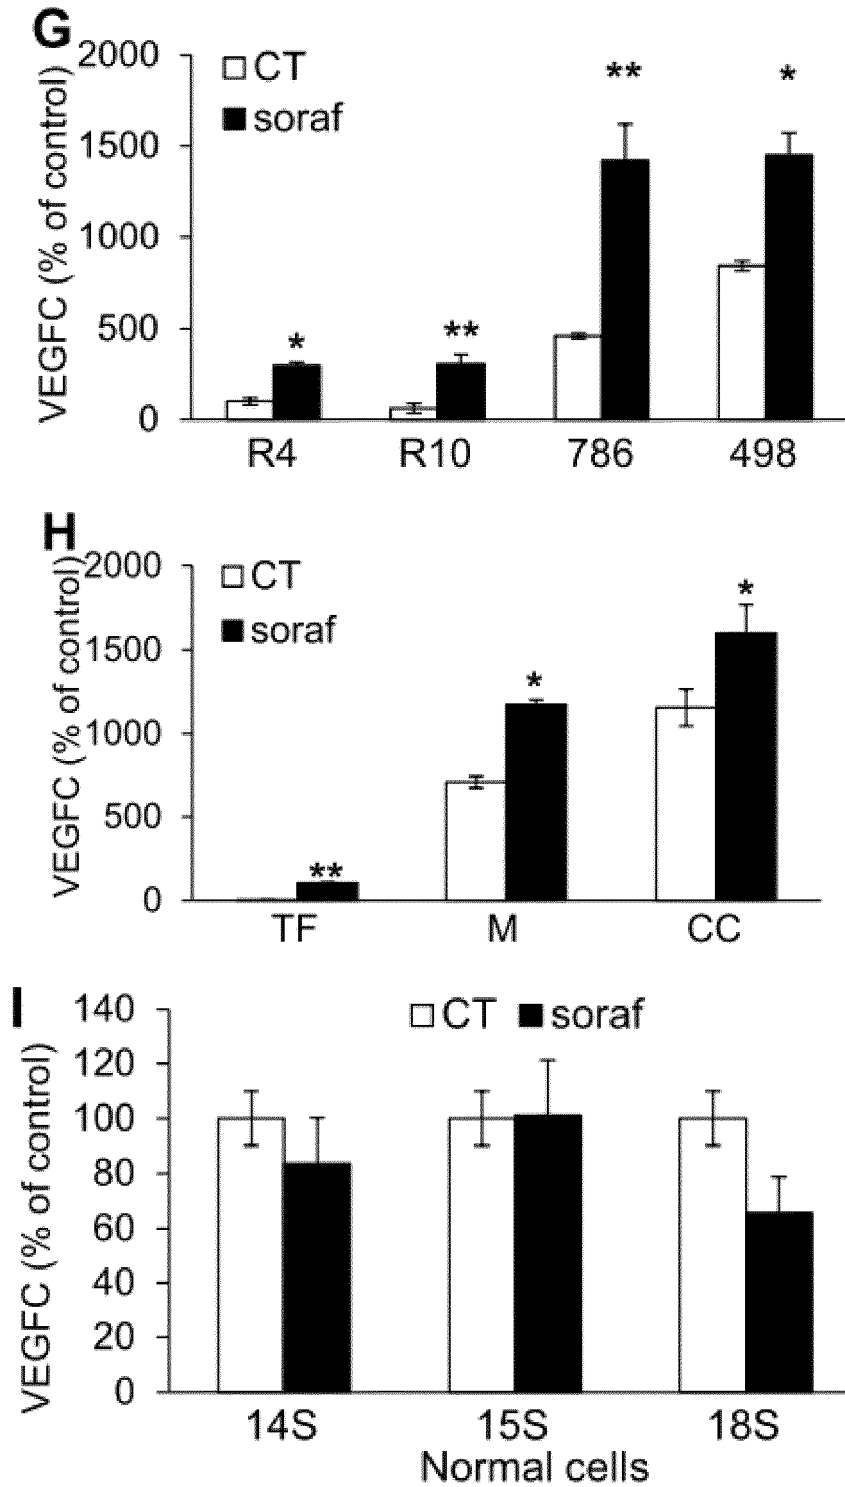 G
VEGFC (% of control)
2000
1500
1000
500
0
CT
soraf
*
**
**
*
R4 R10 786 498
H
VEGFC (% of control)
2000
1500
1000
500
0
CT
soraf
**
*
*
TF M CC
I
VEGFC (% of control)
140
120
100
80
60
40
20
0
CT soraf
14S 15S 18S
Normal cells